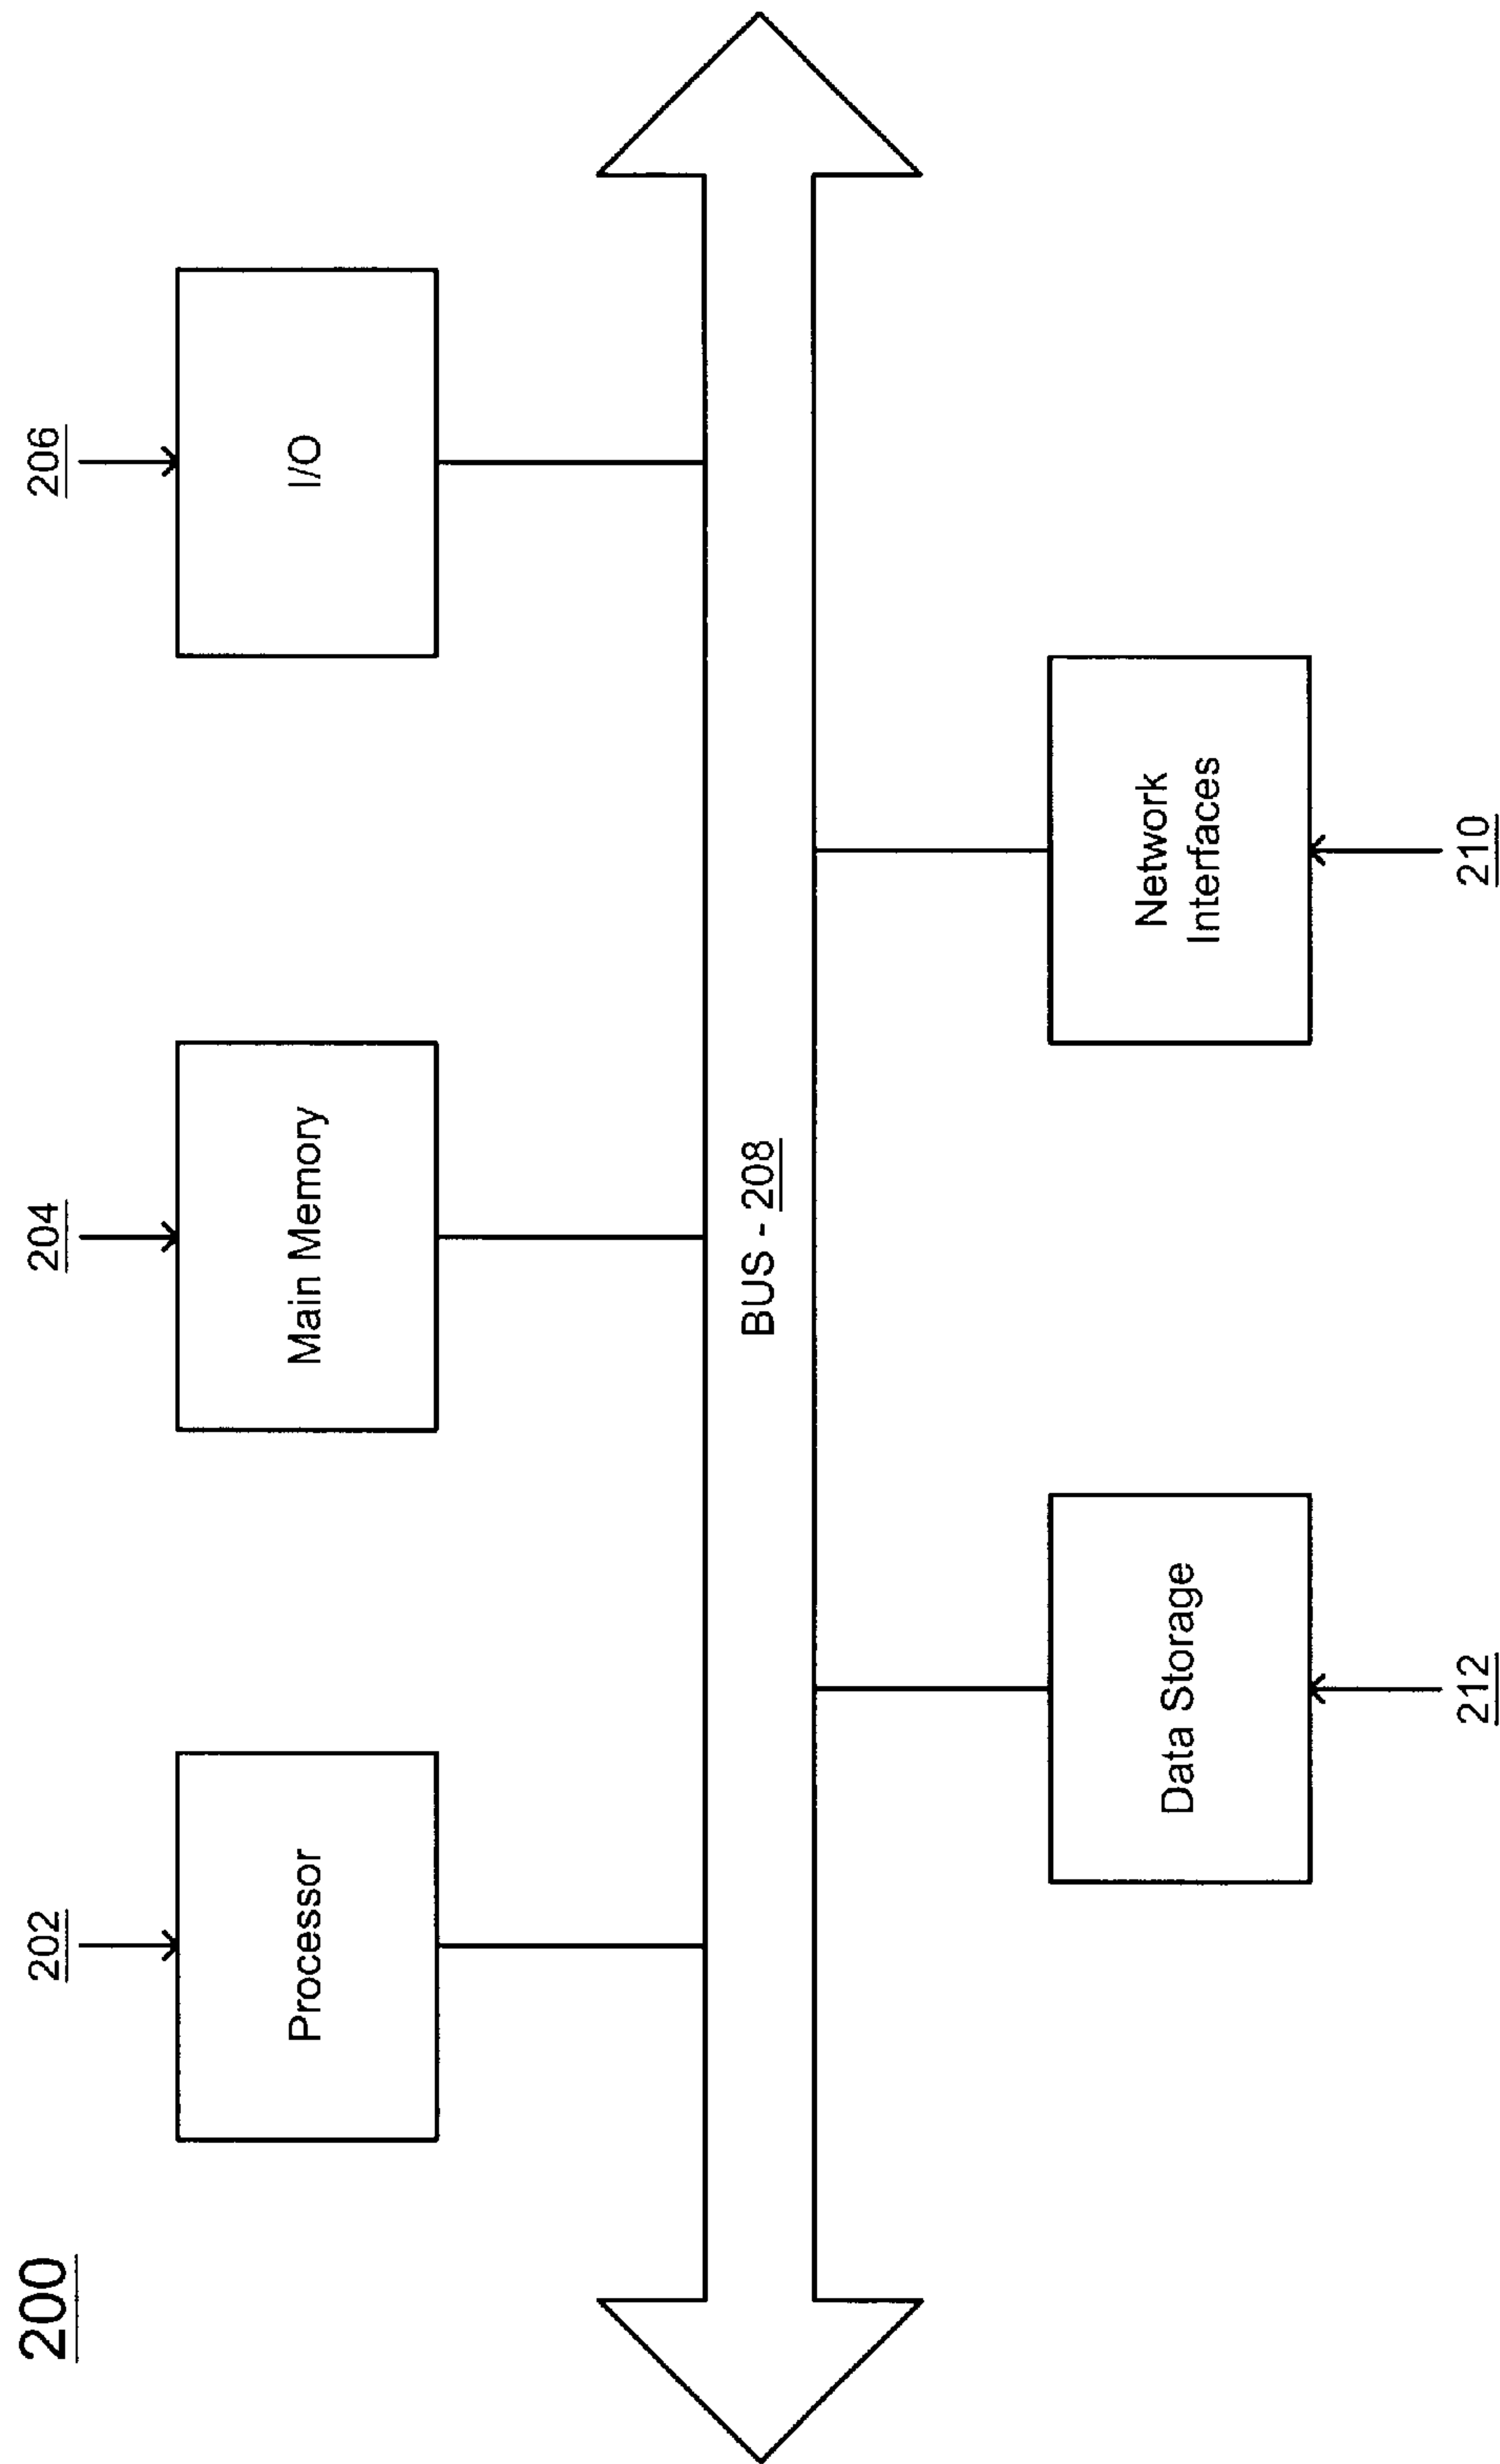 200
202
204
206
Processor
Main Memory
I/O
BUS - 208
Data Storage
Network
Interfaces
212
210